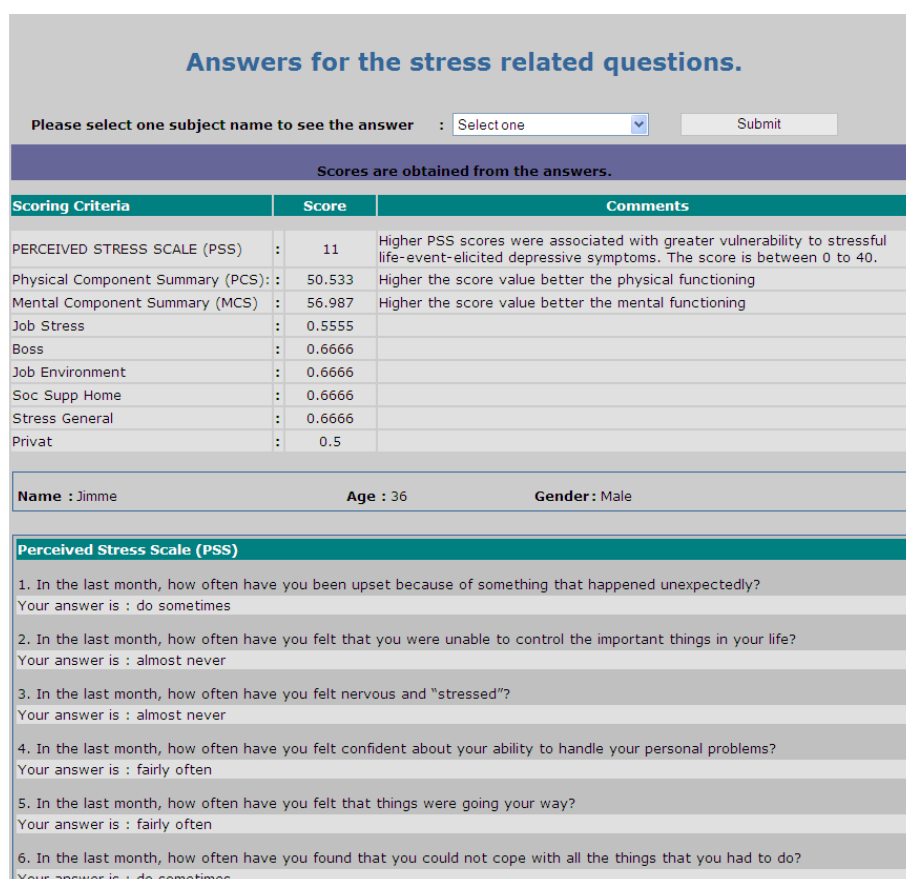 Answers for the stress related questions.
Please select one subject name to see the answer : Select one Submit
Scores are obtained from the answers.
Scoring Criteria Score Comments
PERCEIVED STRESS SCALE (PSS) : 11 Higher PSS scores were associated with greater vulnerability to stressful
life-event-elicited depressive symptoms. The score is between 0 to 40.
Physical Component Summary (PCS): : 50.533 Higher the score value better the physical functioning
Mental Component Summary (MCS) : 56.987 Higher the score value better the mental functioning
Job Stress : 0.5555
Boss : 0.6666
Job Environment : 0.6666
Soc Supp Home : 0.6666
Stress General : 0.6666
Privat : 0.5
Name : Jimme Age : 36 Gender : Male
Perceived Stress Scale (PSS)
1. In the last month, how often have you been upset because of something that happened unexpectedly?
Your answer is : do sometimes
2. In the last month, how often have you felt that you were unable to control the important things in your life?
Your answer is : almost never
3. In the last month, how often have you felt nervous and “stressed”?
Your answer is : almost never
4. In the last month, how often have you felt confident about your ability to handle your personal problems?
Your answer is : fairly often
5. In the last month, how often have you felt that things were going your way?
Your answer is : fairly often
6. In the last month, how often have you found that you could not cope with all the things that you had to do?
Your answer is : do sometimes